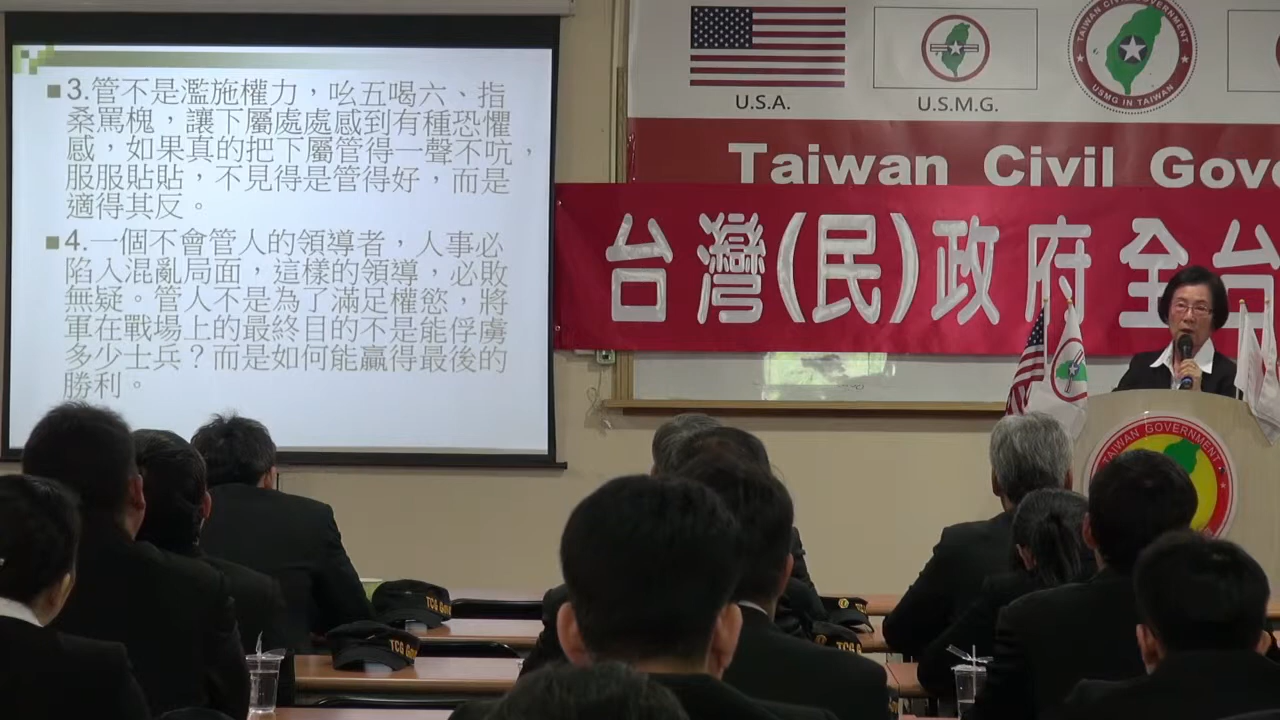 3.管不是濫施權力，吆五喝六、指
桑罵槐，讓下屬處處感到有種恐懼
感，如果真的把下屬管得一聲不吭，
服服貼貼，不見得是管得好，而是
適得其反。
4.一個不會管人的領導者，人事必
陷入混亂局面，這樣的領導，必敗
無疑。管人不是為了滿足權慾，將
軍在戰場上的最終目的不是能俘虜
多少士兵？而是如何能贏得最後的
勝利。
U.S.A.
U.S.M.G.
TAIWAN CIVIL GOVERNMENT
USMG IN TAIWAN
Taiwan Civil Gove
台灣(民)政府全台
TAIWAN GOVERNMENT
TCG Gov
TCG Gov